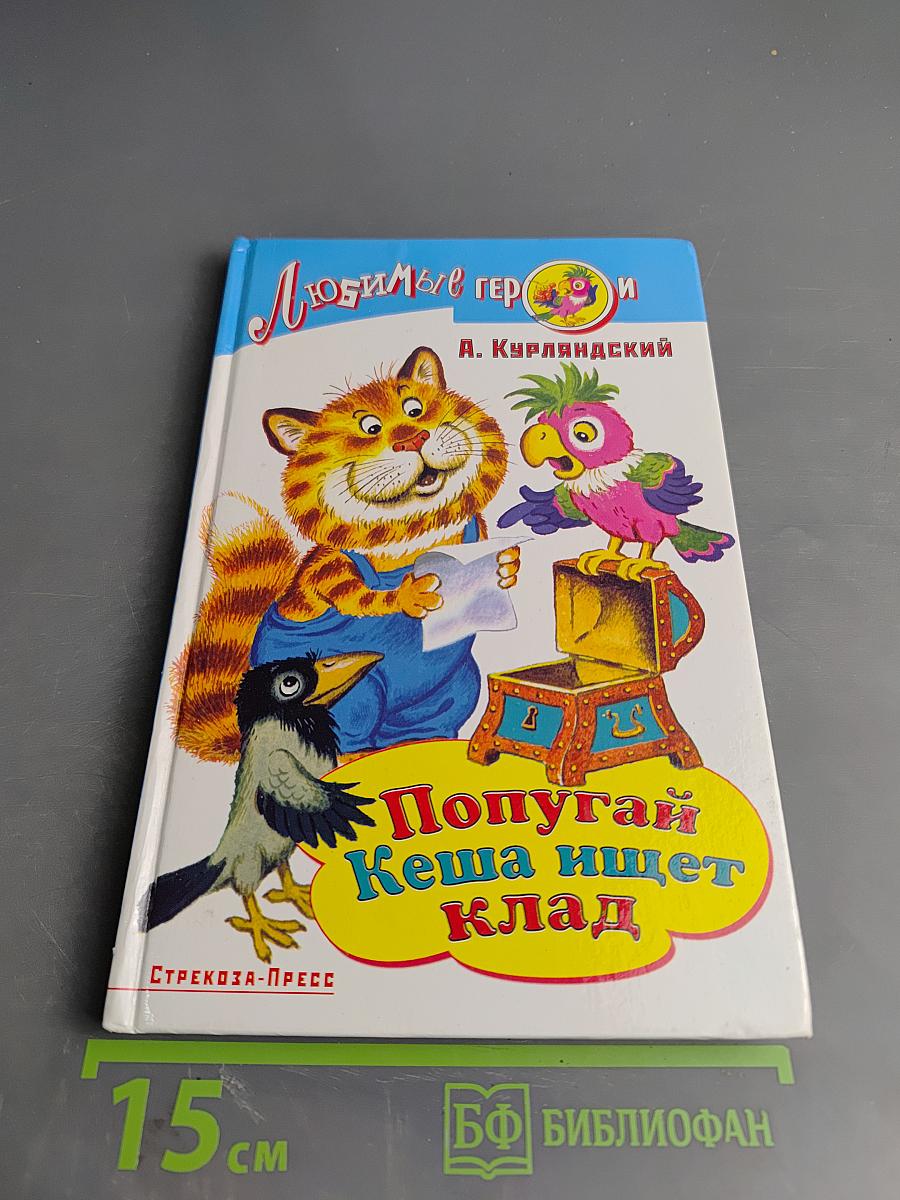 Любимые герои
А. Курляндский
Попугай
Кеша ищет
клад
Стрекоза-Пресс
15 см
БФ БИБЛИОФАН